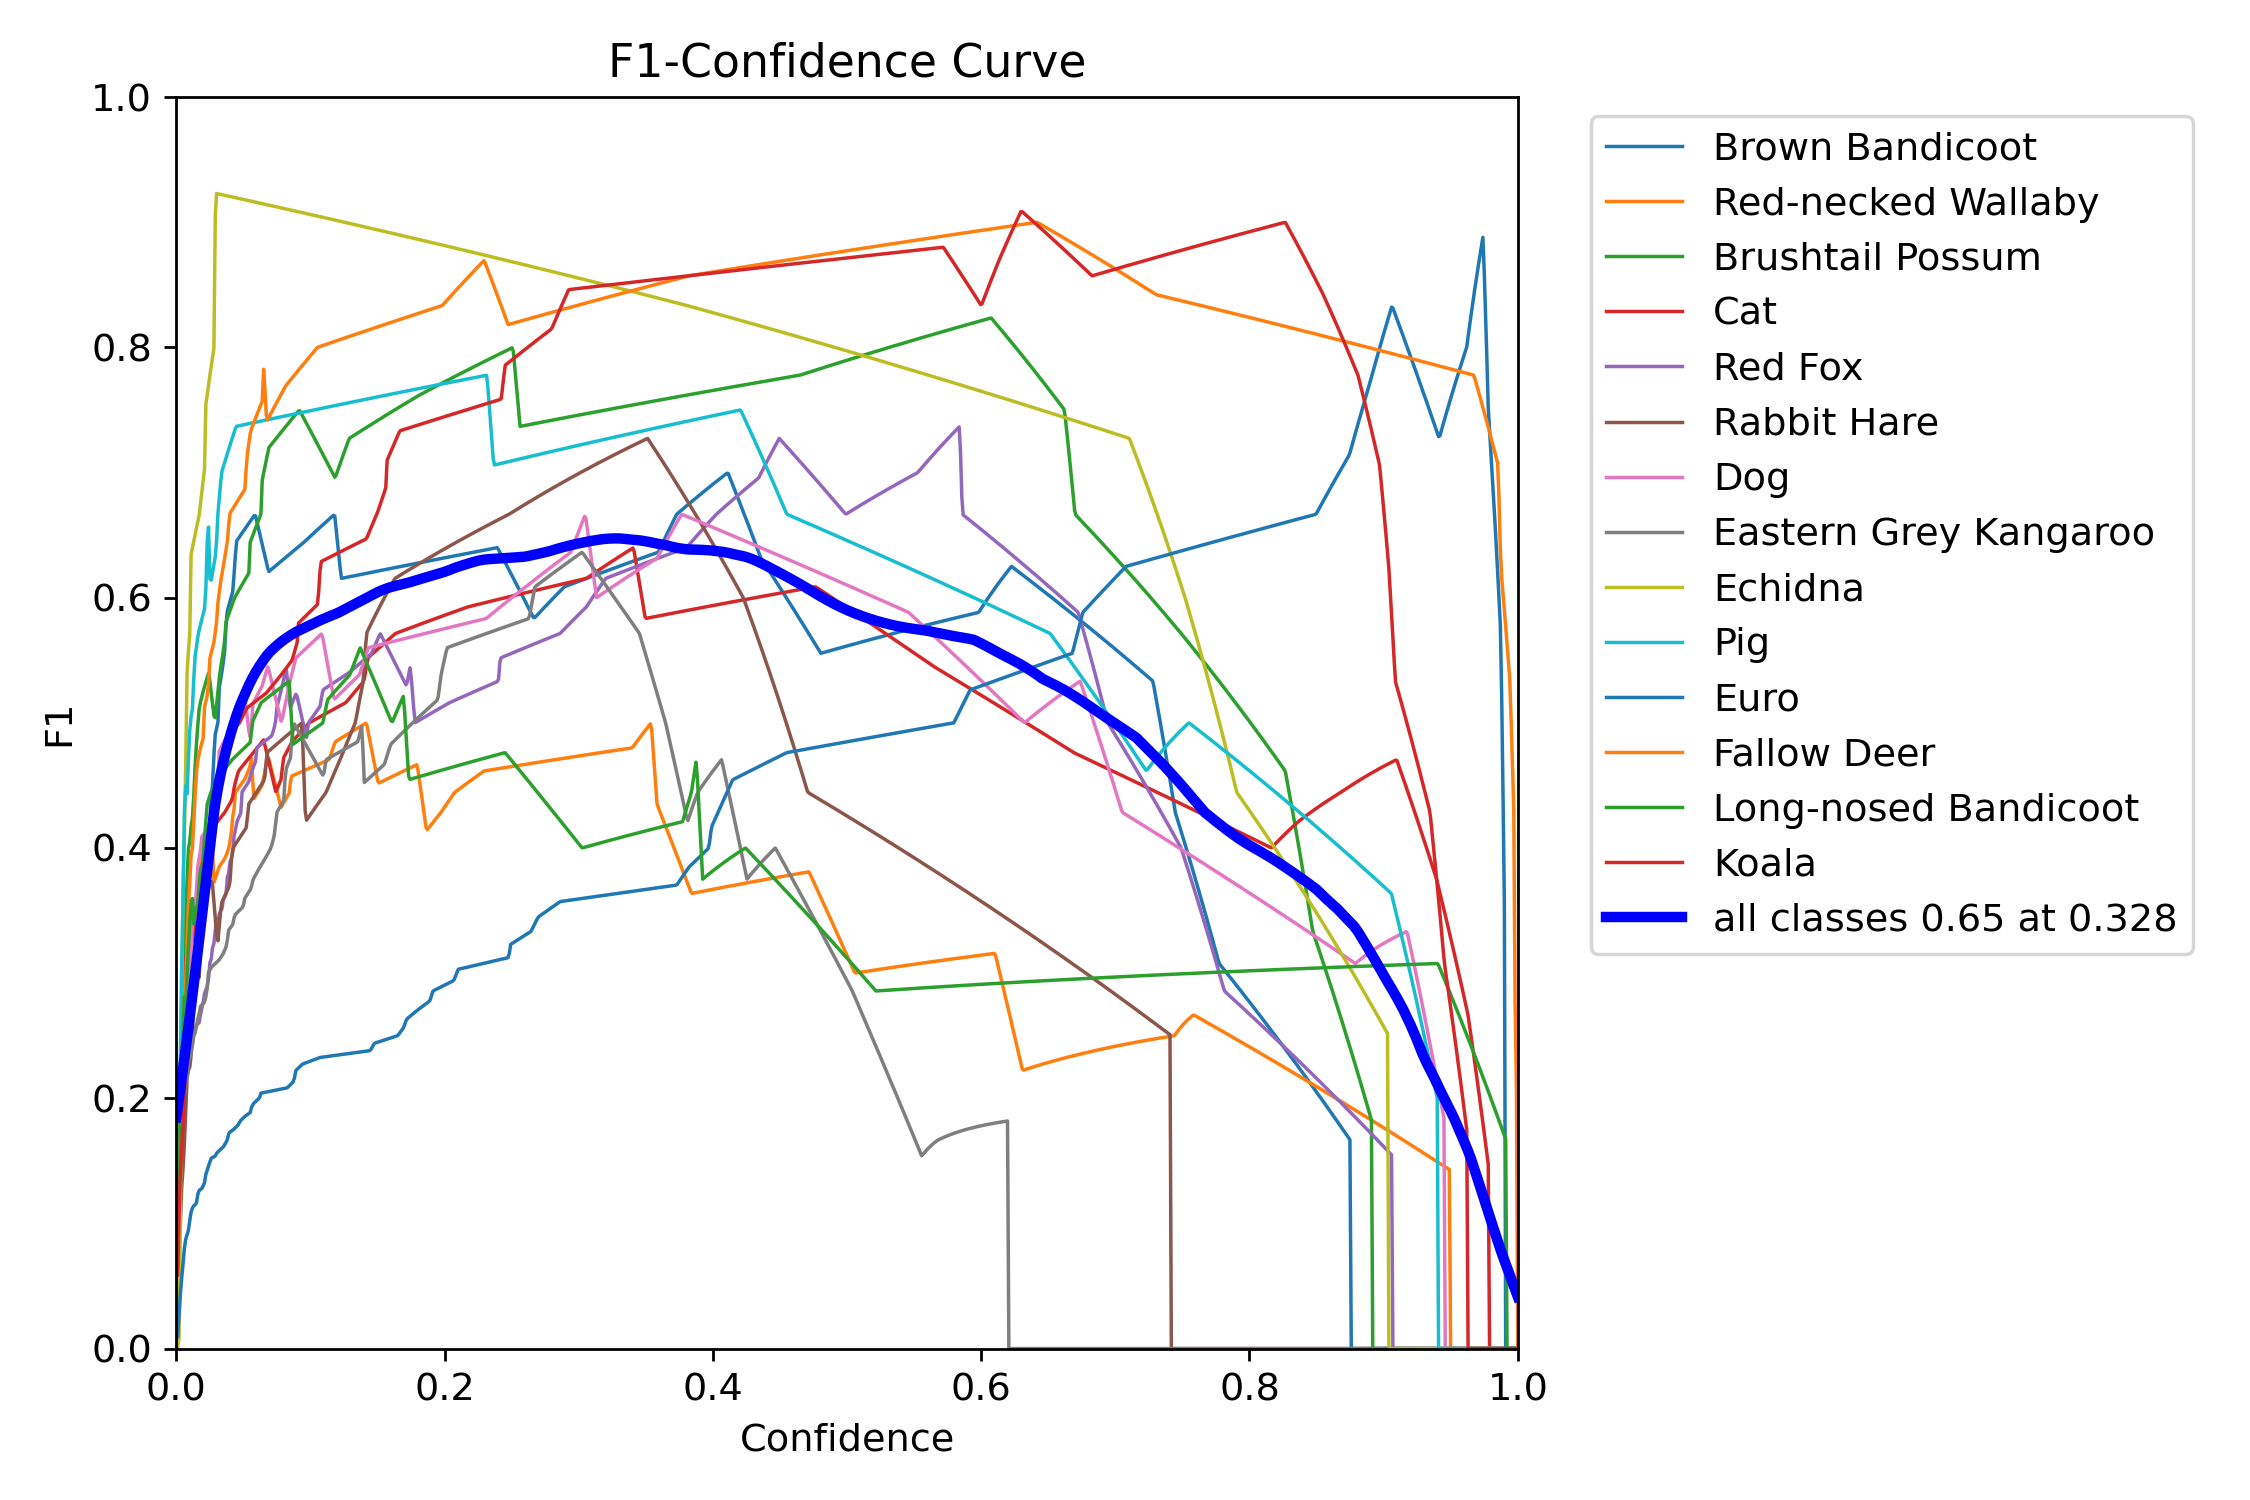 F1-Confidence Curve
1.0
0.8
0.6
0.4
0.2
0.0
F1
0.0 0.2 0.4 0.6 0.8 1.0
Confidence
Brown Bandicoot
Red-necked Wallaby
Brushtail Possum
Cat
Red Fox
Rabbit Hare
Dog
Eastern Grey Kangaroo
Echidna
Pig
Euro
Fallow Deer
Long-nosed Bandicoot
Koala
all classes 0.65 at 0.328